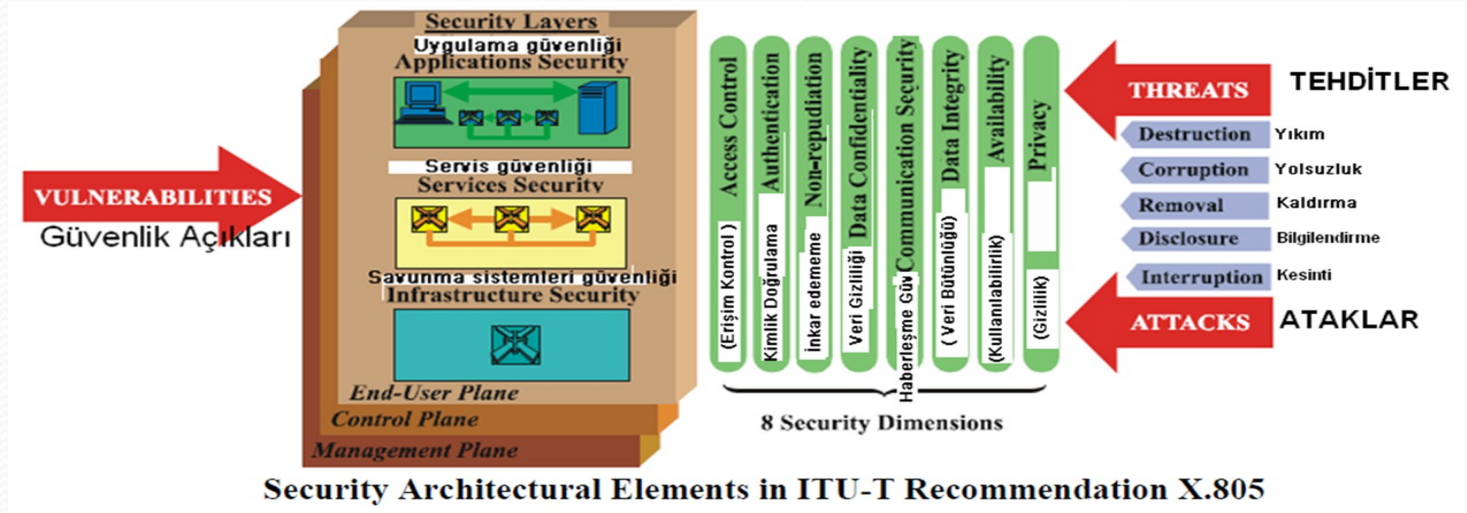 Security Layers
Uygulama güvenliği
Applications Security
Servis güvenliği
Services Security
Savunma sistemleri güvenliği
Infrastructure Security
End-User Plane
Control Plane
Management Plane
VULNERABILITIES
Güvenlik Açıkları
Access Control
(Erişim Kontrol )
Authentication
Kimlik Doğrulama
Non-repudiation
İnkar edememe
Data Confidentiality
Veri Gizliliği
Communication Security
Haberleşme Güv
Data Integrity
( Veri Bütünlüğü)
Availability
(Kullanılabilirlik)
Privacy
(Gizlilik)
8 Security Dimensions
THREATS TEHDİTLER
Destruction Yıkım
Corruption Yolsuzluk
Removal Kaldırma
Disclosure Bilgilendirme
Interruption Kesinti
ATTACKS ATAKLAR
Security Architectural Elements in ITU-T Recommendation X.805